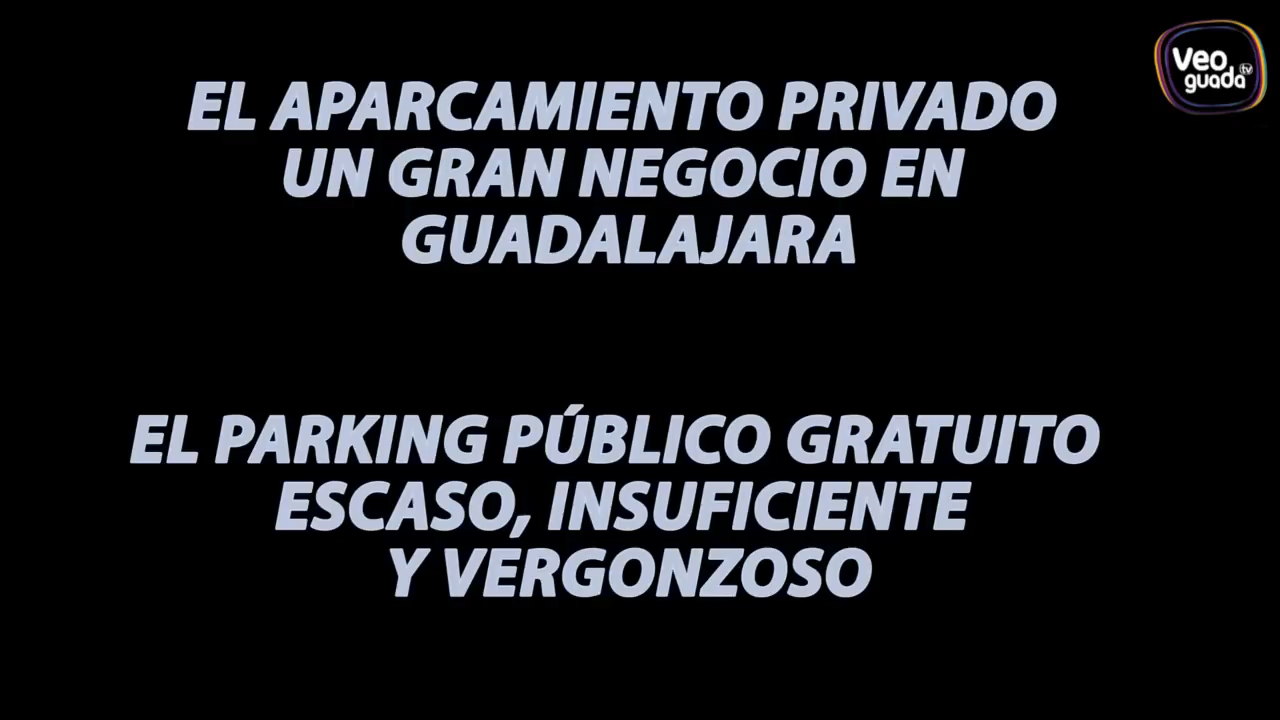 Veo
guada tv
EL APARCAMIENTO PRIVADO
UN GRAN NEGOCIO EN
GUADALAJARA
EL PARKING PÚBLICO GRATUITO
ESCASO, INSUFICIENTE
Y VERGONZOSO